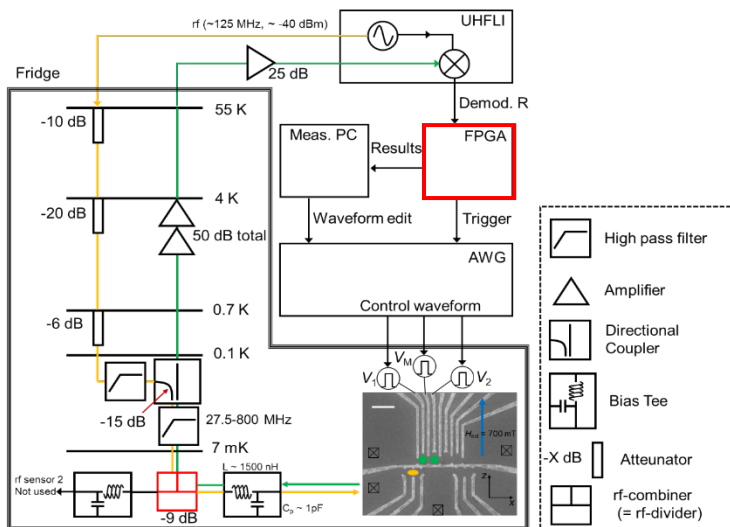 rf (~125 MHz, ~ -40 dBm)
UHFLI
25 dB
Demod. R
Fridge
55 K
-10 dB
Meas. PC
Results
FPGA
4 K
-20 dB
50 dB total
Waveform edit
Trigger
AWG
Control waveform
0.7 K
-6 dB
0.1 K
V1
VM
V2
-15 dB
27.5-800 MHz
7 mK
L ~ 1500 nH
rf sensor 2
Not used
Cp ~ 1pF
-9 dB
= 700 mT
z
x
High pass filter
Amplifier
Directional
Coupler
Bias Tee
-X dB
Atteunator
rf-combiner
(= rf-divider)